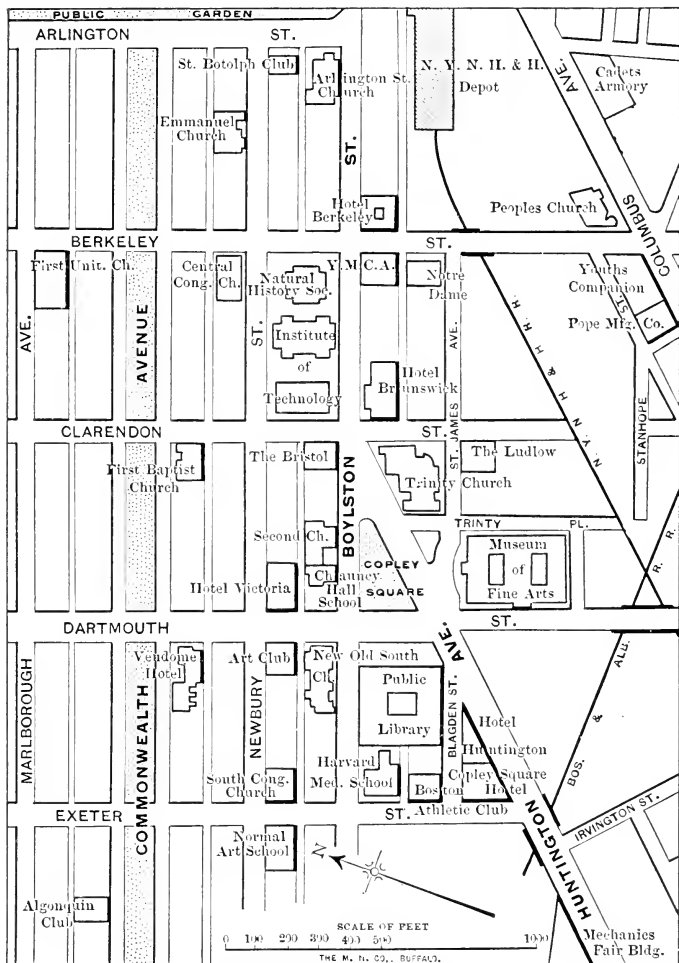 PUBLIC GARDEN
ARLINGTON ST.
St. Botolph Club
Arlington St.
Church
N. Y. N. H. & H.
Depot
AVE.
Cadets
Armory
Emmanuel
Church
ST.
Hotel
Berkeley
Peoples Church
COLUMBUS
BERKELEY ST.
First Unit. Ch.
Central
Cong. Ch.
Natural
History Soc.
Y.M.C.A.
Notre
Dame
Youths
Companion
ST.
Pope Mfg. Co.
AVE.
AVENUE
ST.
Institute
of
Technology
Hotel
Brunswick
ST. JAMES AVE.
N. Y. N. H. & H. R. R.
STANHOPE
CLARENDON ST.
First Baptist
Church
The Bristol
BOYLSTON
Trinity Church
The Ludlow
TRINTY PL.
Second Ch.
COPLEY
SQUARE
Museum
of
Fine Arts
Hotel Victoria
Chauncy
Hall
School
R. R.
DARTMOUTH ST.
MARLBOROUGH
COMMONWEALTH
Vendome
Hotel
NEWBURY
Art Club
New Old South
Ch.
Public
Library
BLAGDEN ST.
AVE.
Hotel
Huntington
BOS. & ALB.
South Cong.
Church
Harvard
Med. School
Boston
Athletic Club
Copley Square
Hotel
EXETER ST.
HUNTINGTON
IRVINGTON ST.
Normal
Art School
N
Algonquin
Club
Mechanics
Fair Bldg.
SCALE OF FEET
0 100 200 300 400 500 1000
THE M. N. CO., BUFFALO.